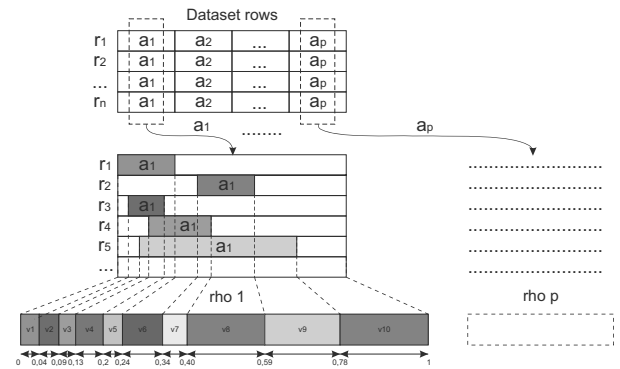 Dataset rows
r1 a1 a2 ... ap
r2 a1 a2 ... ap
... a1 a2 ... ap
rn a1 a2 ... ap
a1 ........ ap
r1 a1
r2 a1
r3 a1
r4 a1
r5 a1
...
rho 1 rho p
v1 v2 v3 v4 v5 v6 v7 v8 v9 v10
0 0,04 0,09 0,13 0,2 0,24 0,34 0,40 0,59 0,78 1